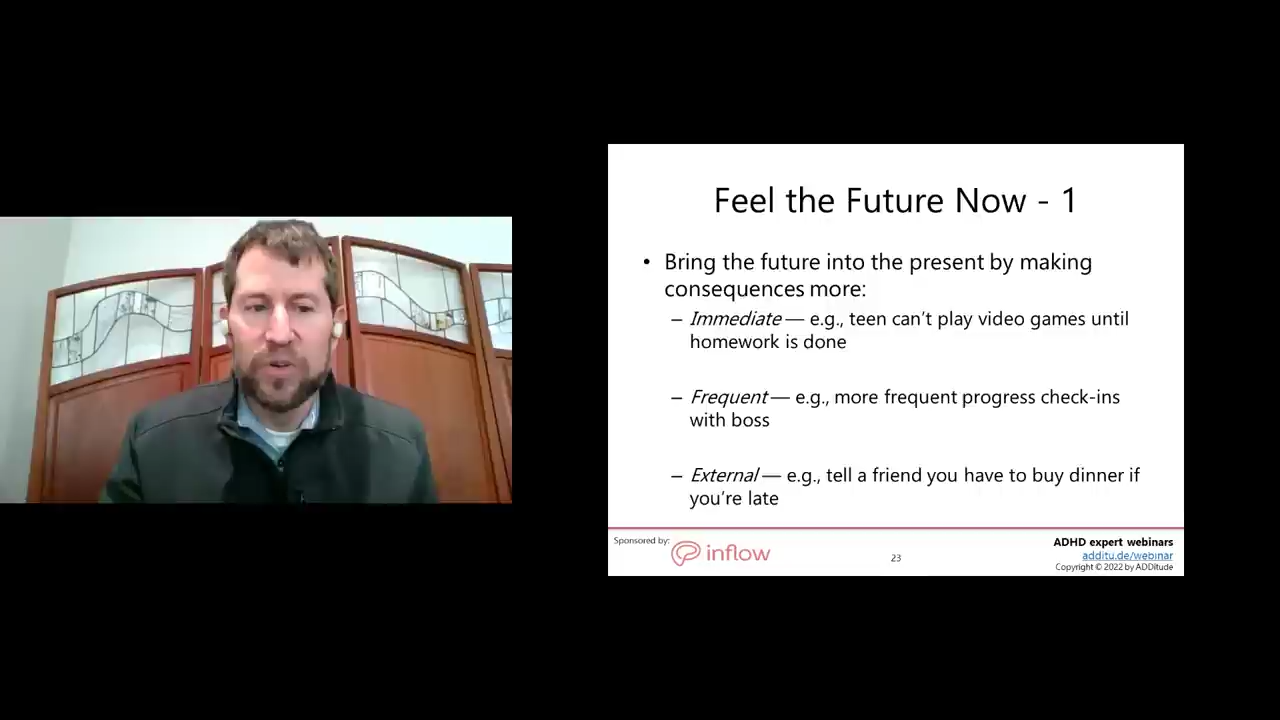 Feel the Future Now - 1
• Bring the future into the present by making
consequences more:
– Immediate — e.g., teen can’t play video games until
homework is done
– Frequent — e.g., more frequent progress check-ins
with boss
– External — e.g., tell a friend you have to buy dinner if
you’re late
Sponsored by:
inflow
23
ADHD expert webinars
additu.de/webinar
Copyright © 2022 by ADDitude